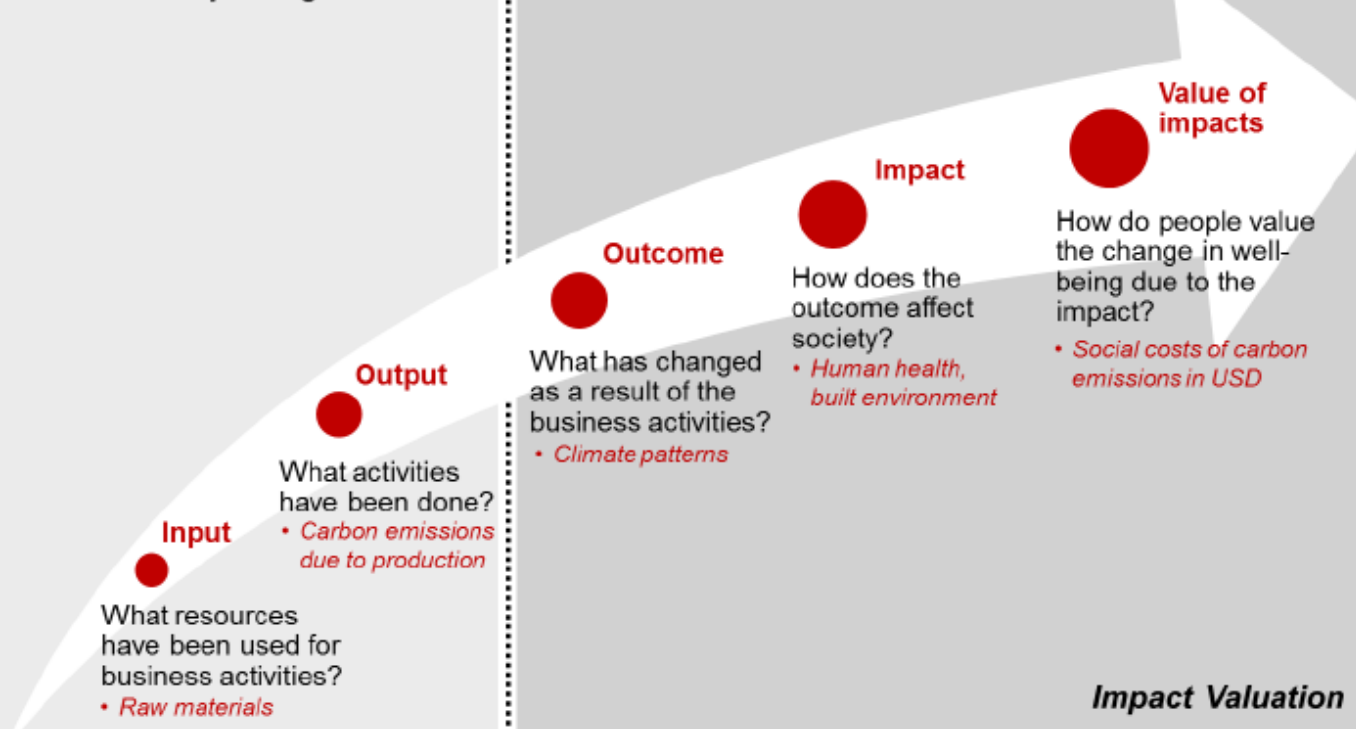 Input
What resources
have been used for
business activities?
• Raw materials
Output
What activities
have been done?
• Carbon emissions
due to production
Outcome
What has changed
as a result of the
business activities?
• Climate patterns
Impact
How does the
outcome affect
society?
• Human health,
built environment
Value of
impacts
How do people value
the change in well-
being due to the
impact?
• Social costs of carbon
emissions in USD
Impact Valuation